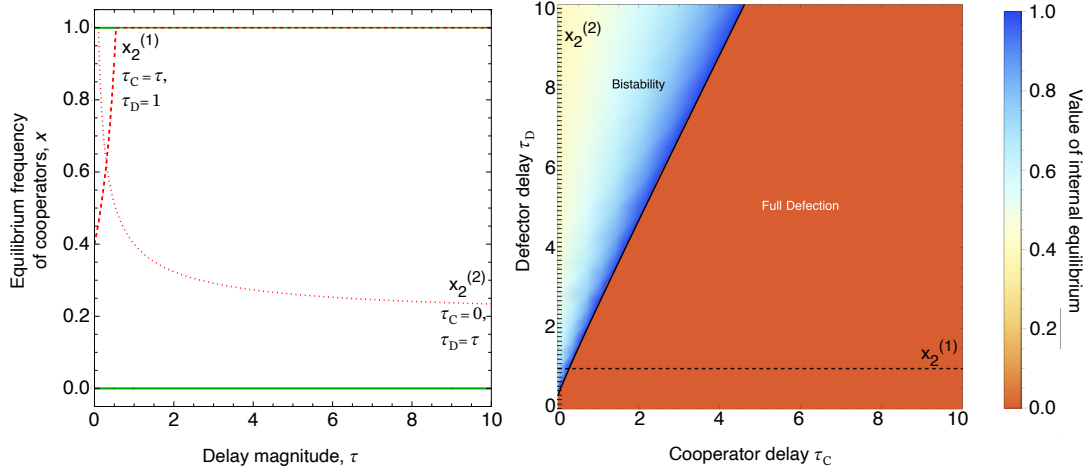 Equilibrium frequency
of cooperators, x
1.0
0.8
0.6
0.4
0.2
0.0
x₂⁽¹⁾
τC = τ,
τD = 1
x₂⁽²⁾
τC = 0,
τD = τ
0
2
4
6
8
10
Delay magnitude, τ
Defector delay τD
10
8
6
4
2
0
x₂⁽²⁾
Bistability
Full Defection
x₂⁽¹⁾
0
2
4
6
8
10
Cooperator delay τC
1.0
0.8
0.6
0.4
0.2
0.0
Value of internal equilibrium